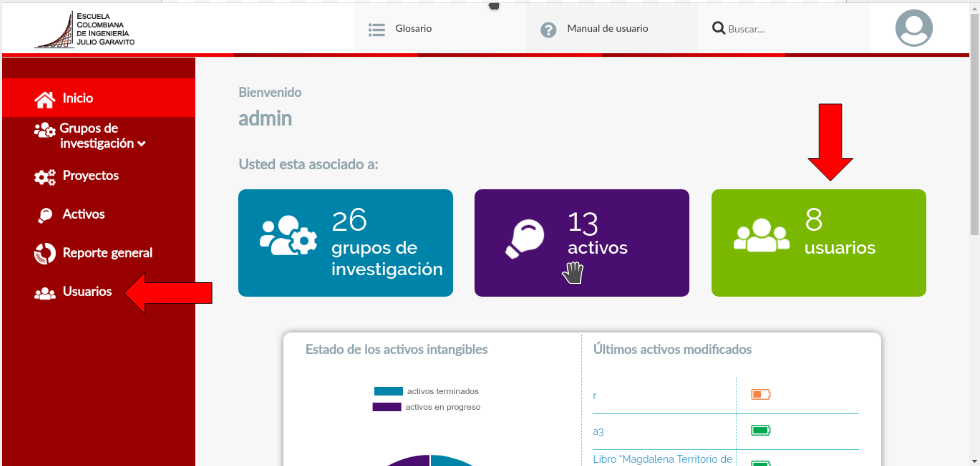 ESCUELA
COLOMBIANA
DE INGENIERÍA
JULIO GARAVITO
Glosario
? Manual de usuario
Buscar...
Inicio
Grupos de
investigación
Proyectos
Activos
Reporte general
Usuarios
Bienvenido
admin
Usted esta asociado a:
26
grupos de
investigación
13
activos
8
usuarios
Estado de los activos intangibles
activos terminados
activos en progreso
Últimos activos modificados
r
a3
Libro "Magdalena Territorio de